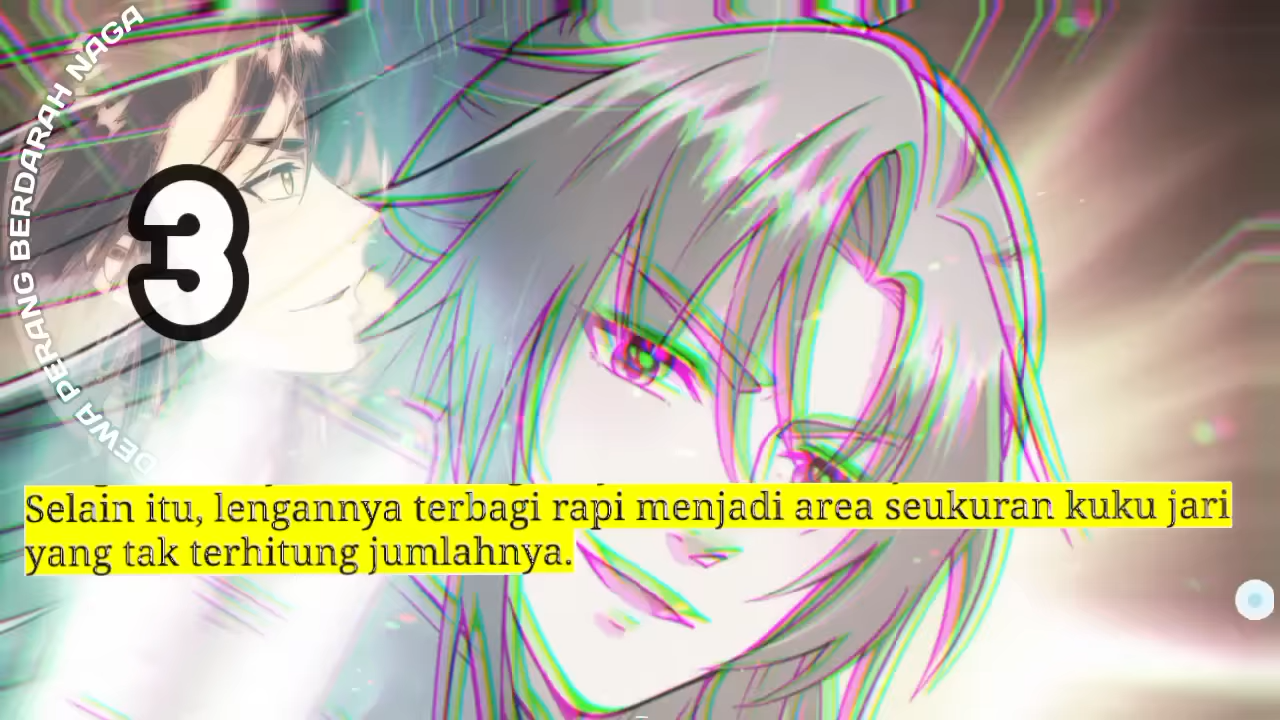 DEWA PERANG BERDARAH NAGA
3
Selain itu, lengannya terbagi rapi menjadi area seukuran kuku jari
yang tak terhitung jumlahnya.